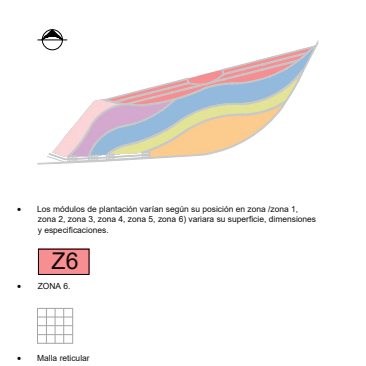 • Los módulos de plantación varían según su posición en zona /zona 1,
zona 2, zona 3, zona 4, zona 5, zona 6) variara su superficie, dimensiones
y especificaciones.
Z6
• ZONA 6.
• Malla reticular